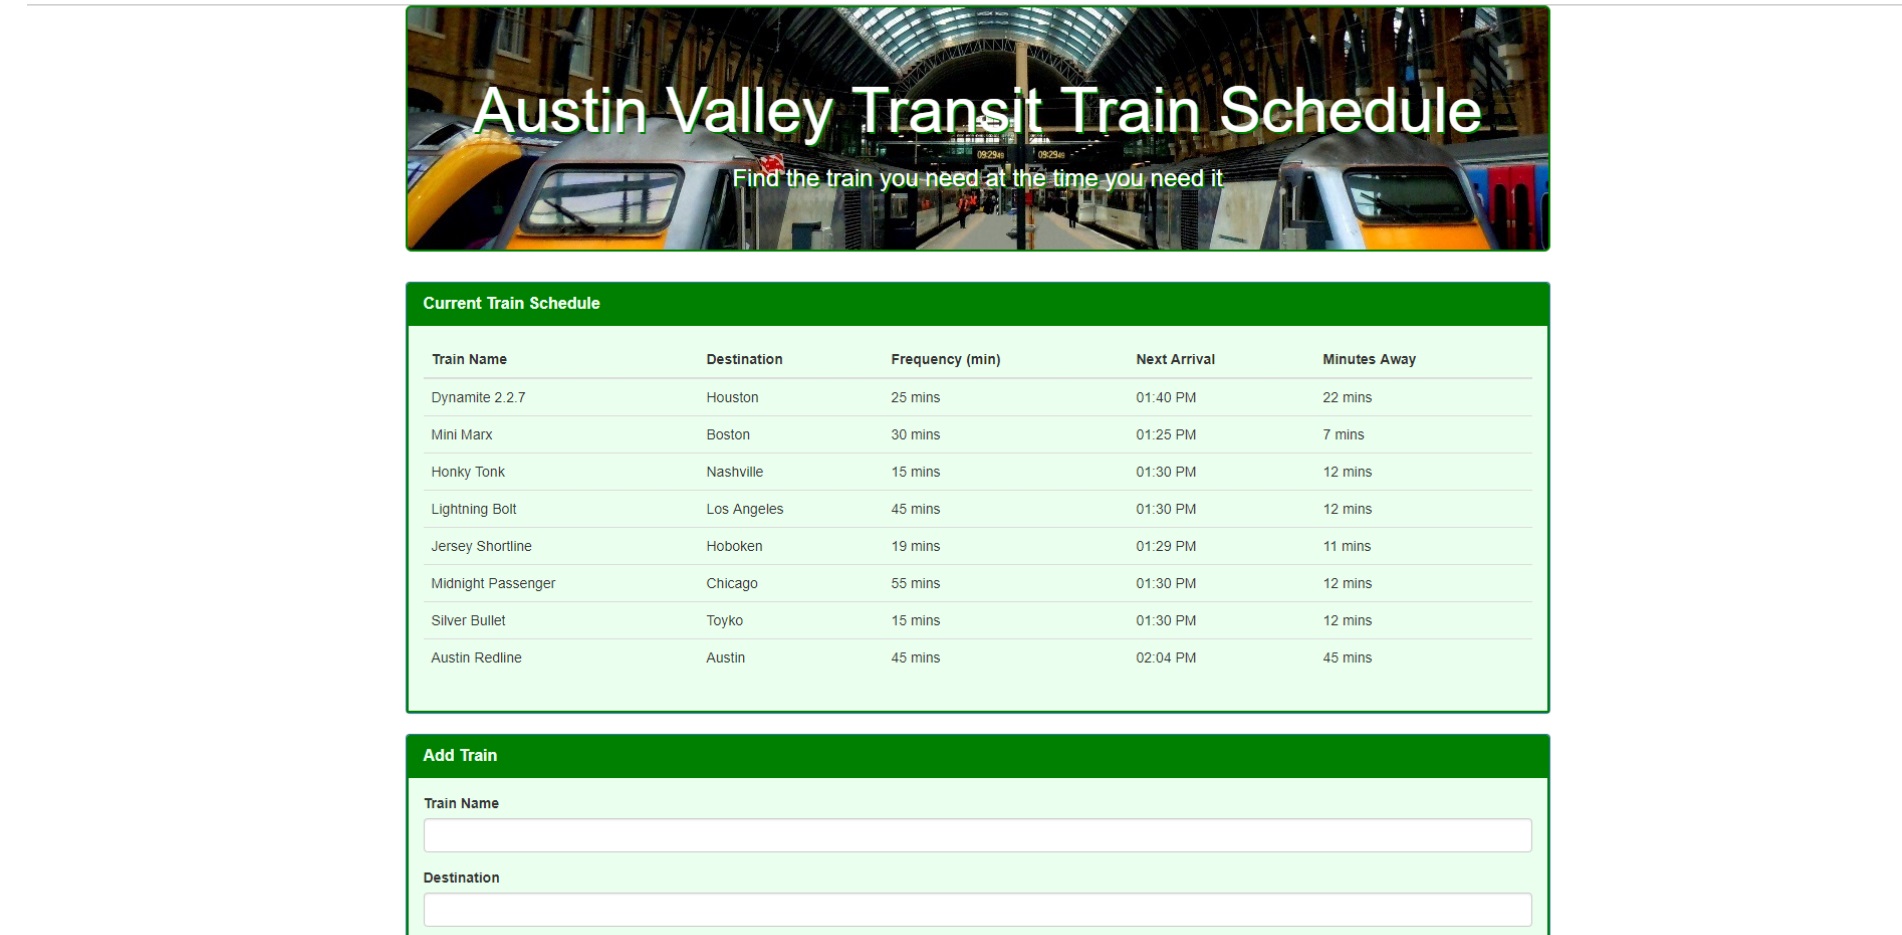 Austin Valley Transit Train Schedule
09:29
09:29
Find the train you need at the time you need it
Current Train Schedule
Train Name Destination Frequency (min) Next Arrival Minutes Away
Dynamite 2.2.7 Houston 25 mins 01:40 PM 22 mins
Mini Marx Boston 30 mins 01:25 PM 7 mins
Honky Tonk Nashville 15 mins 01:30 PM 12 mins
Lightning Bolt Los Angeles 45 mins 01:30 PM 12 mins
Jersey Shortline Hoboken 19 mins 01:29 PM 11 mins
Midnight Passenger Chicago 55 mins 01:30 PM 12 mins
Silver Bullet Toyko 15 mins 01:30 PM 12 mins
Austin Redline Austin 45 mins 02:04 PM 45 mins
Add Train
Train Name
Destination